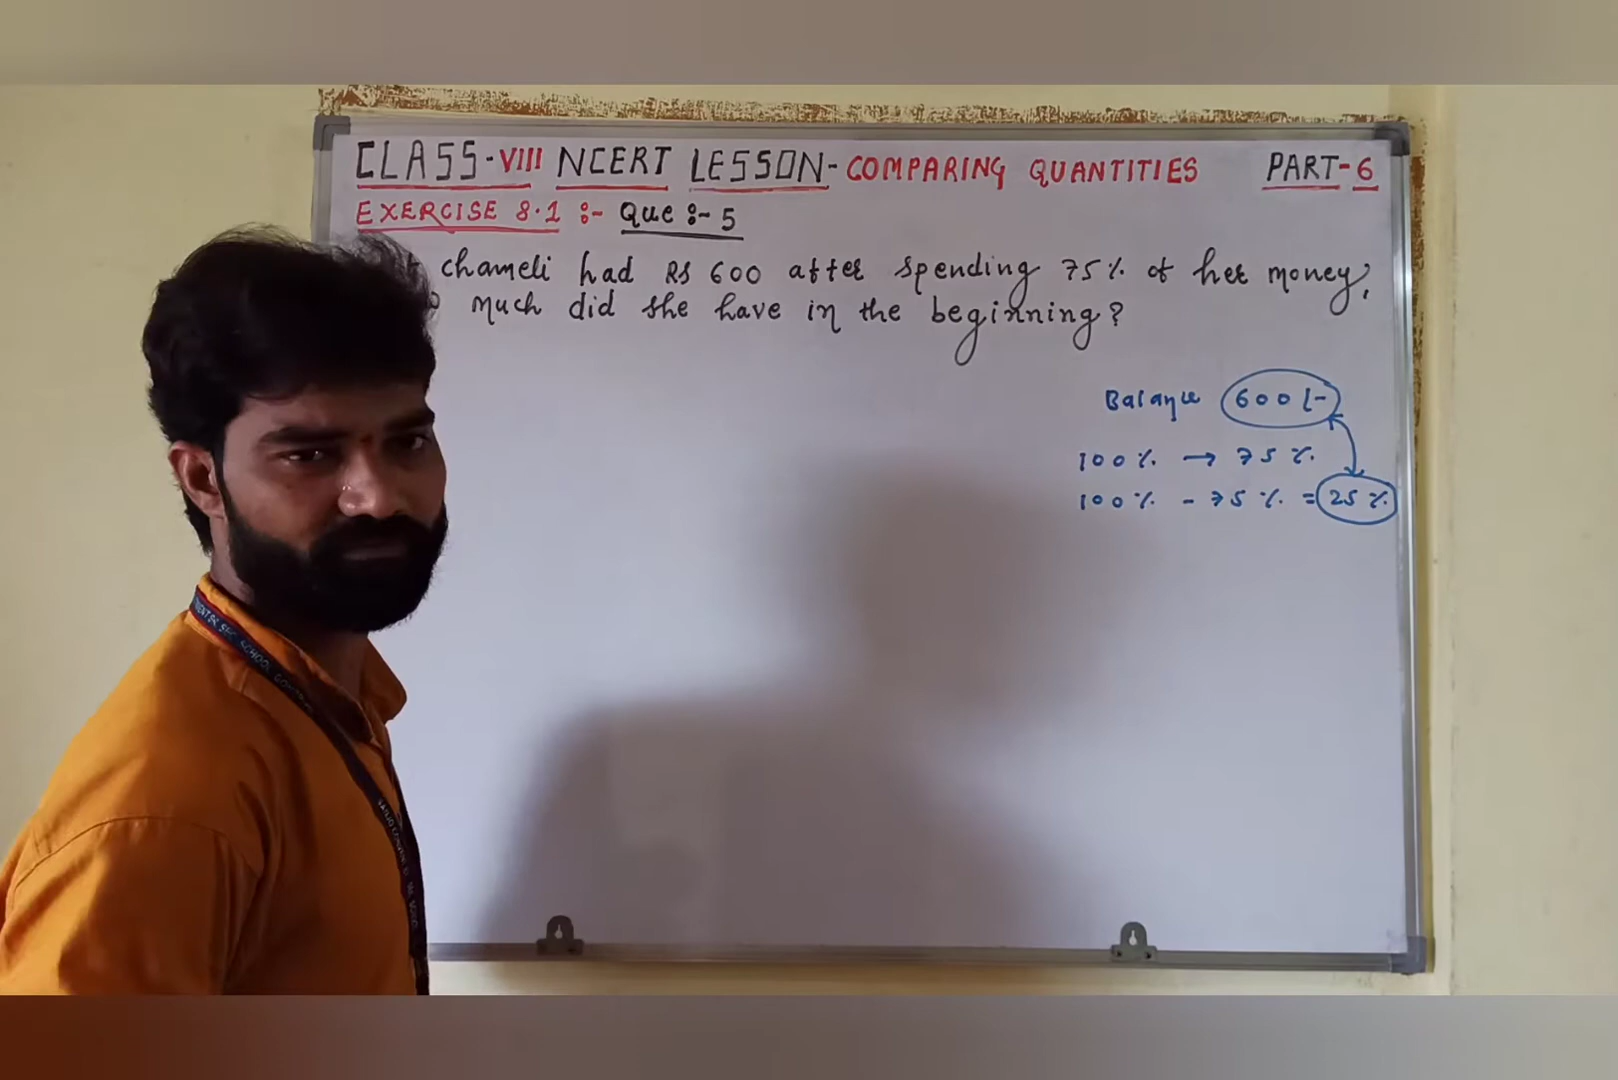 CLASS-VIII NCERT LESSON- COMPARING QUANTITIES PART-6
EXERCISE 8.1 :- Que :- 5
chameli had Rs 600 after spending 75% of her money,
much did she have in the beginning?
Balance 600/-
100% → 75%
100% - 75% = 25%